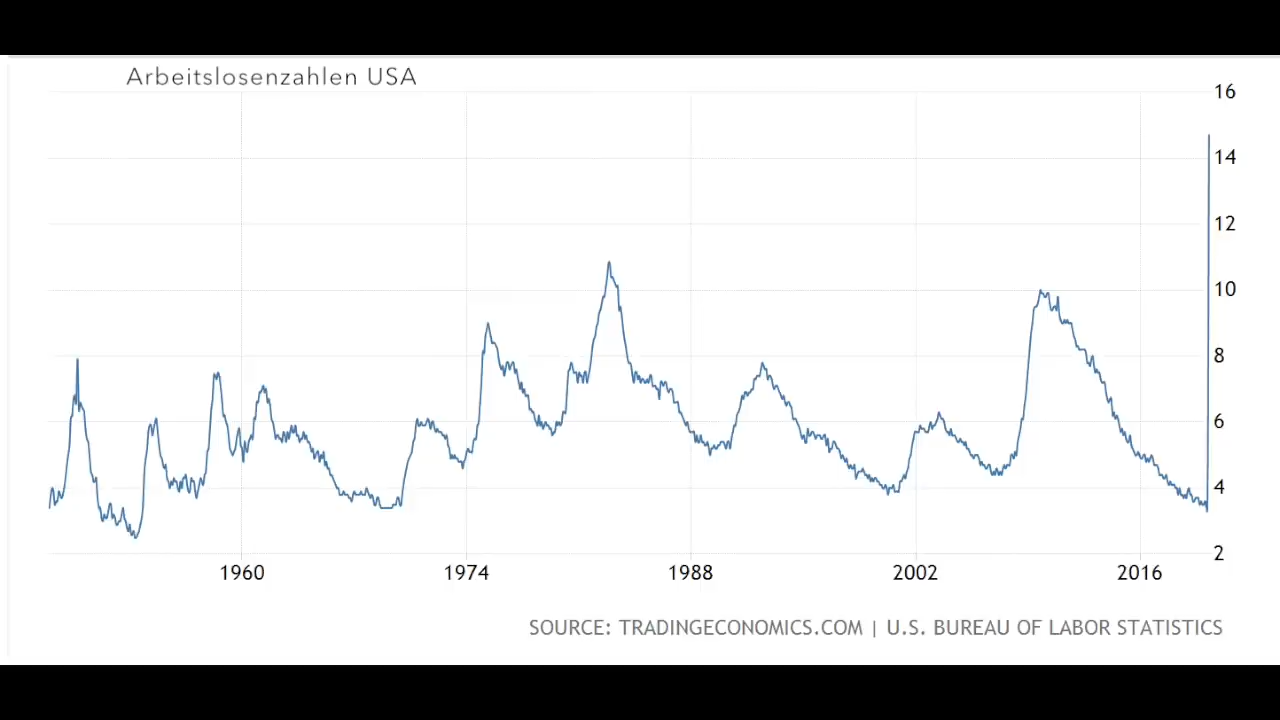 Arbeitslosenzahlen USA
16
14
12
10
8
6
4
2
1960 1974 1988 2002 2016
SOURCE: TRADINGECONOMICS.COM | U.S. BUREAU OF LABOR STATISTICS